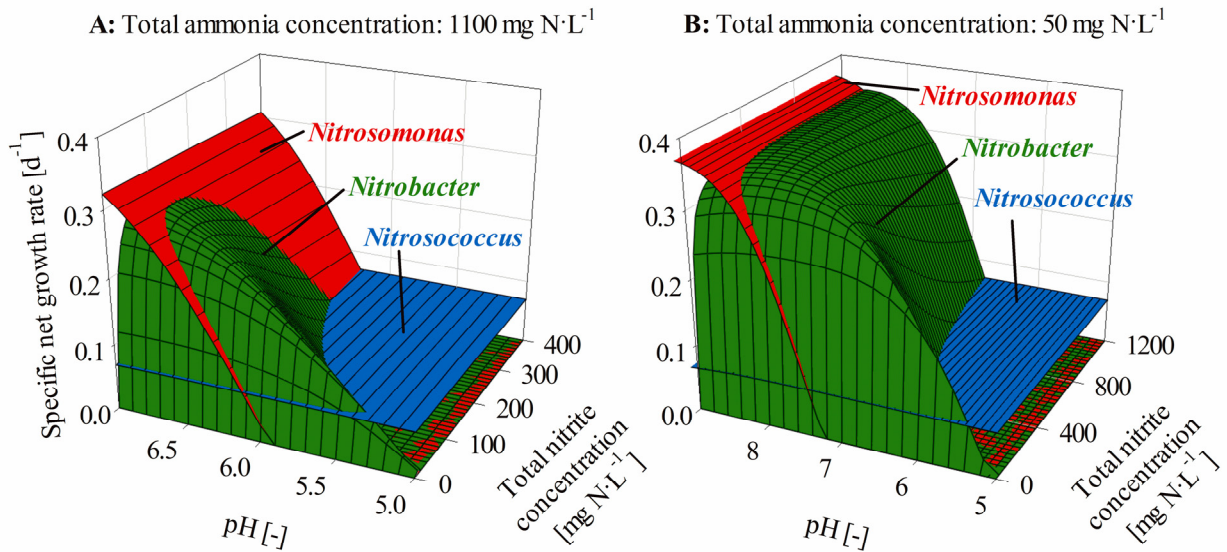 A: Total ammonia concentration: 1100 mg N·L⁻¹
Specific net growth rate [d⁻¹]
0.4
0.3
0.2
0.1
0.0
Nitrosomonas
Nitrobacter
Nitrosococcus
6.5
6.0
5.5
5.0
pH [-]
400
300
200
100
0
Total nitrite
concentration
[mg N·L⁻¹]
B: Total ammonia concentration: 50 mg N·L⁻¹
0.4
0.3
0.2
0.1
0.0
Nitrosomonas
Nitrobacter
Nitrosococcus
8
7
6
5
pH [-]
1200
800
400
0
Total nitrite
concentration
[mg N·L⁻¹]